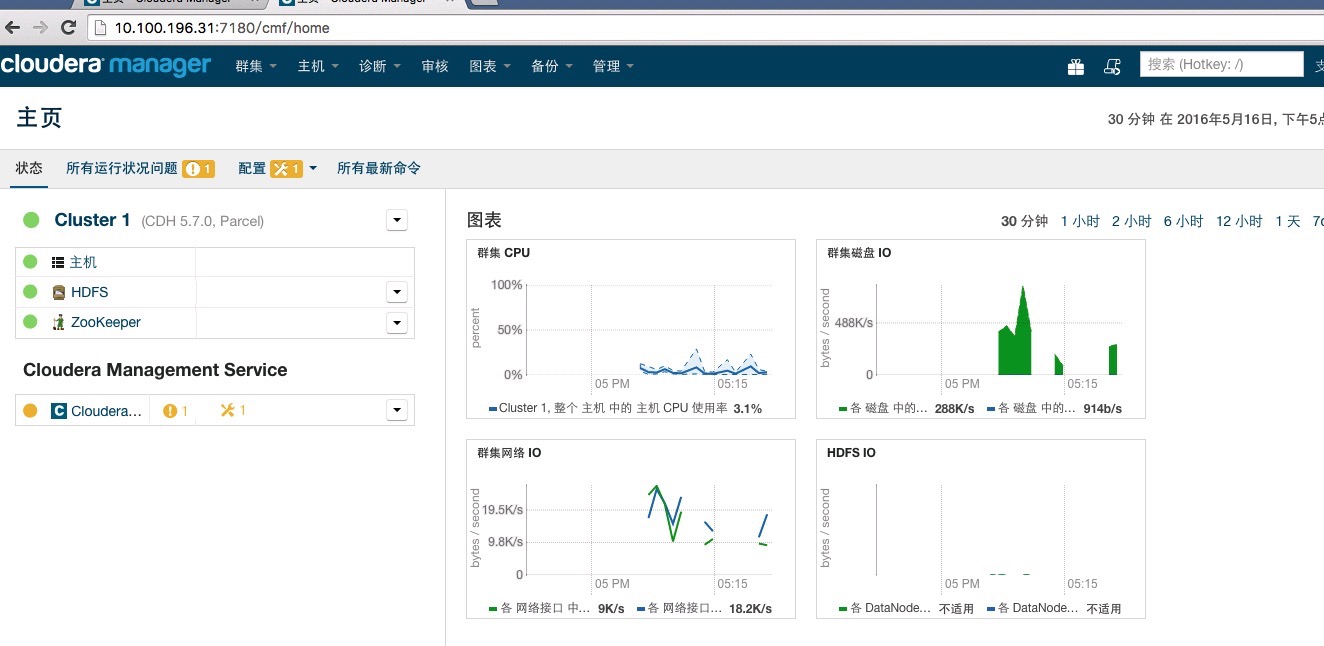 主页 - Cloudera Manager
主页 - Cloudera Manager
10.100.196.31:7180/cmf/home
cloudera manager 群集 主机 诊断 审核 图表 备份 管理 搜索 (Hotkey: /)
主页
30 分钟 在 2016年5月16日, 下午5点
状态 所有运行状况问题 1 配置 1 所有最新命令
Cluster 1 (CDH 5.7.0, Parcel)
主机
HDFS
ZooKeeper
Cloudera Management Service
C Cloudera... 1 1
图表
30 分钟 1 小时 2 小时 6 小时 12 小时 1 天
群集 CPU
percent
100%
50%
0%
05 PM 05:15
Cluster 1, 整个 主机 中的 主机 CPU 使用率 3.1%
群集磁盘 IO
bytes / second
488K/s
0
05 PM 05:15
各 磁盘 中的... 288K/s 各 磁盘 中的... 914b/s
群集网络 IO
bytes / second
19.5K/s
9.8K/s
0
05 PM 05:15
各 网络接口 中... 9K/s 各 网络接口... 18.2K/s
HDFS IO
bytes / second
05 PM 05:15
各 DataNode... 不适用 各 DataNode... 不适用